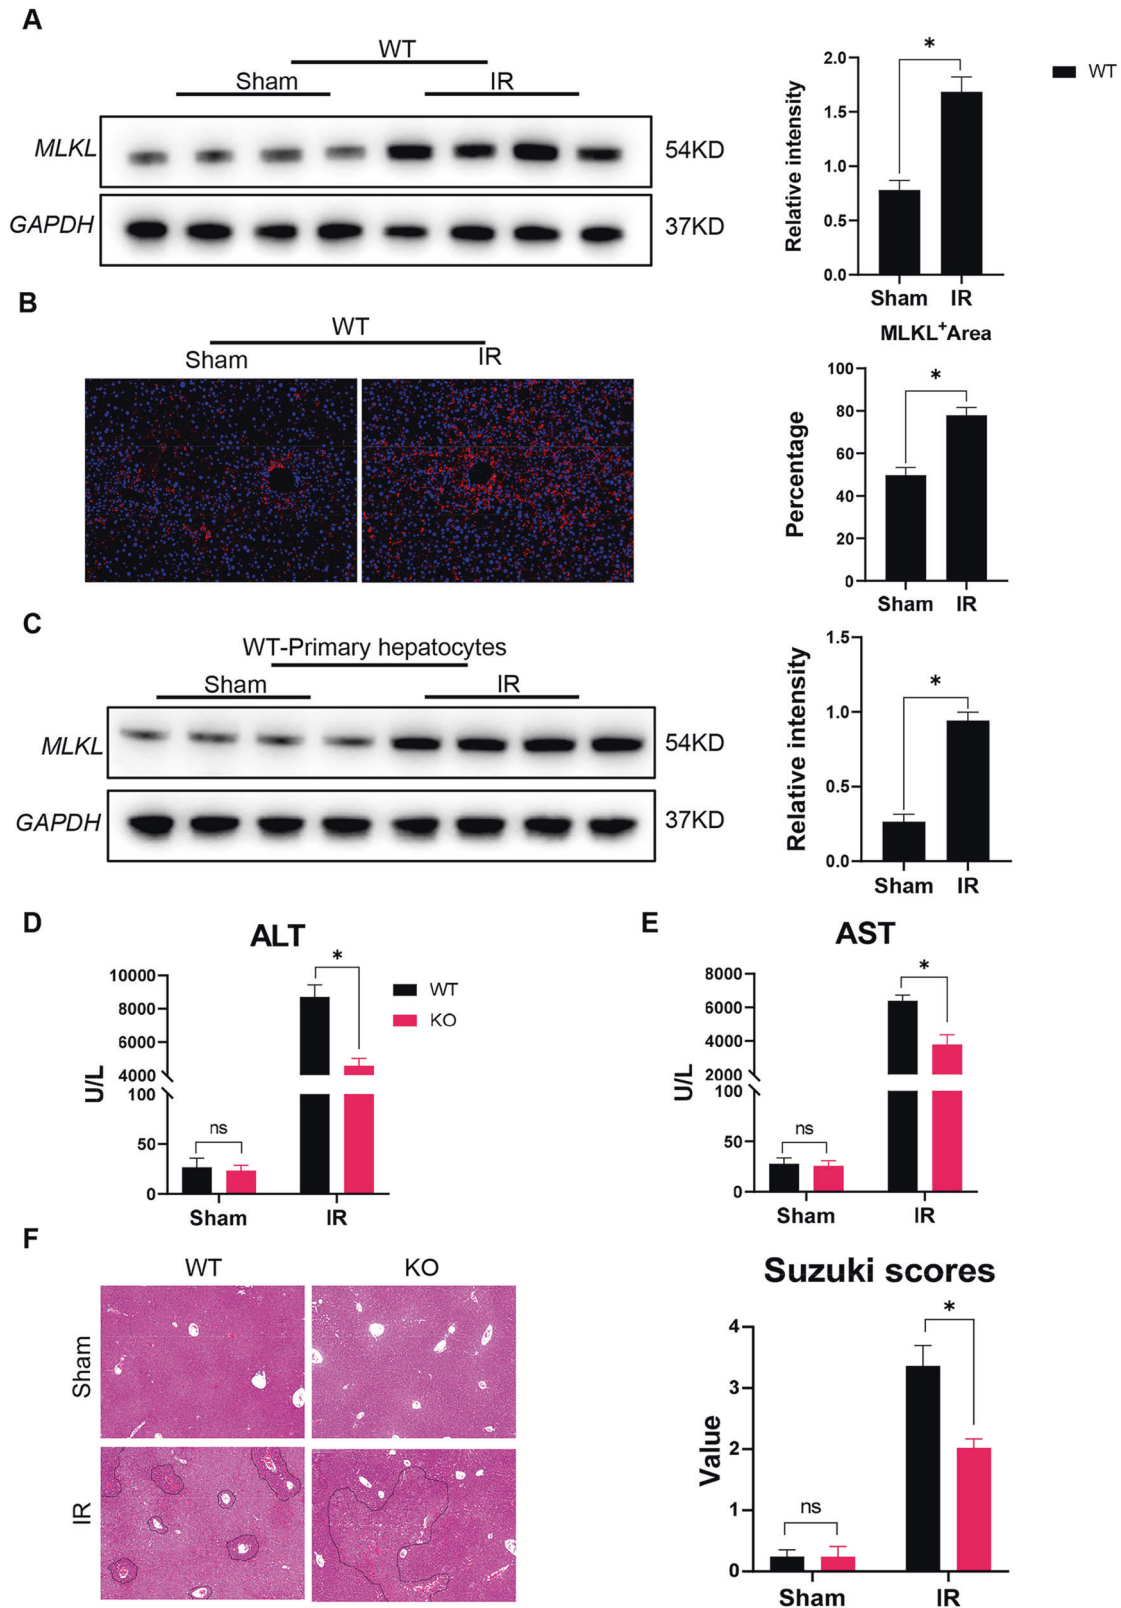 A
WT
Sham IR
MLKL 54KD
GAPDH 37KD
Relative intensity
2.0
1.5
1.0
0.5
0.0
*
Sham IR
WT
B
WT
Sham IR
MLKL+Area
Percentage
100
80
60
40
20
0
*
Sham IR
C
WT-Primary hepatocytes
Sham IR
MLKL 54KD
GAPDH 37KD
Relative intensity
1.5
1.0
0.5
0.0
*
Sham IR
D
ALT
U/L
10000
8000
6000
4000
100
50
0
ns
*
Sham IR
WT
KO
E
AST
U/L
8000
6000
4000
2000
100
50
0
ns
*
Sham IR
F
WT KO
Sham
IR
Suzuki scores
Value
4
3
2
1
0
ns
*
Sham IR